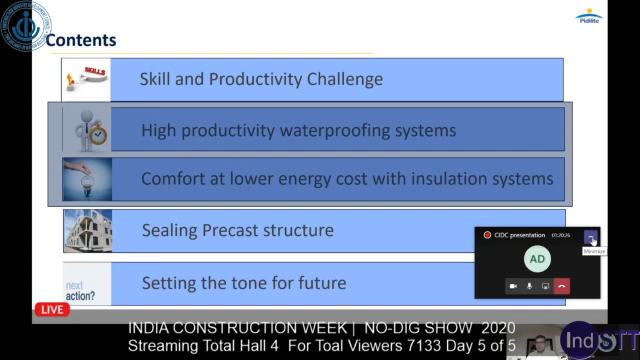 Contents
Pidilite
SKILLS
Skill and Productivity Challenge
High productivity waterproofing systems
Comfort at lower energy cost with insulation systems
Sealing Precast structure
CIDC presentation 01:20:26
Minimize
AD
next
action?
Setting the tone for future
LIVE
INDIA CONSTRUCTION WEEK | NO-DIG SHOW 2020
Streaming Total Hall 4 For Toal Viewers 7133 Day 5 of 5
IndSTT